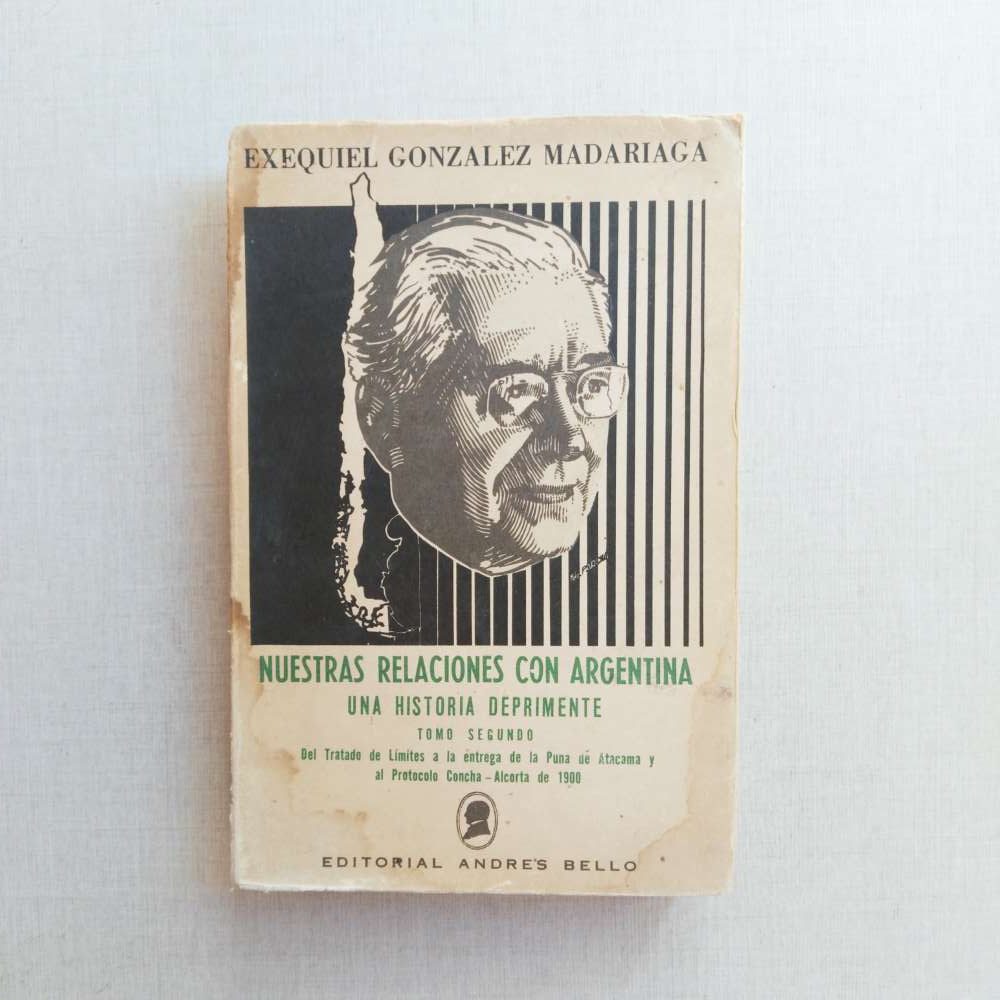 EXEQUIEL GONZALEZ MADARIAGA
NUESTRAS RELACIONES CON ARGENTINA
UNA HISTORIA DEPRIMENTE
TOMO SEGUNDO
Del Tratado de Límites a la entrega de la Puna de Atacama y
al Protocolo Concha-Alcorta de 1900
EDITORIAL ANDRES BELLO